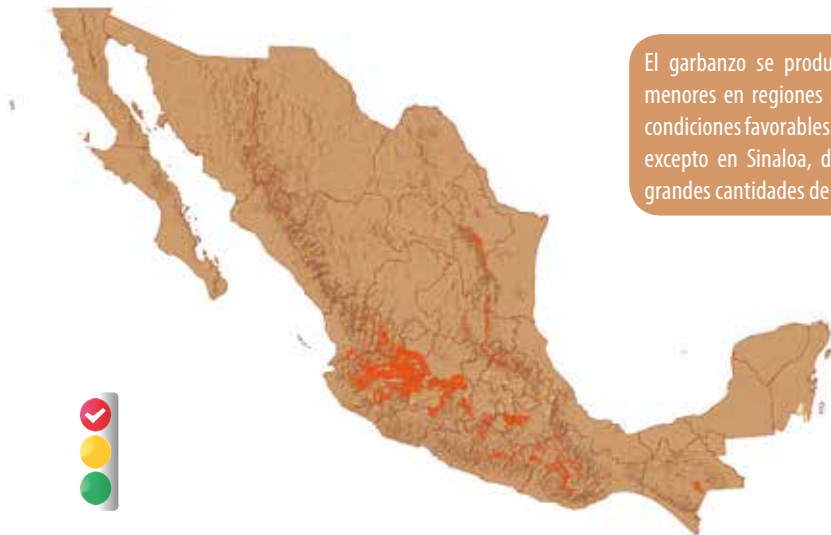 El garbanzo se produ
menores en regiones
condiciones favorables
excepto en Sinaloa, d
grandes cantidades de